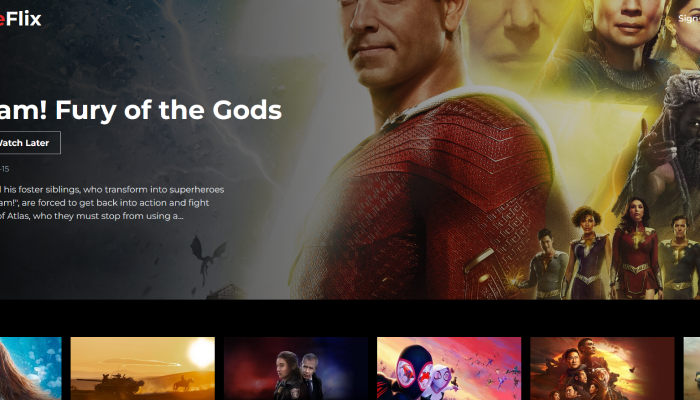 eFlix
Sign
am! Fury of the Gods
Watch Later
-15
his foster siblings, who transform into superheroes
am!", are forced to get back into action and fight
of Atlas, who they must stop from using a...